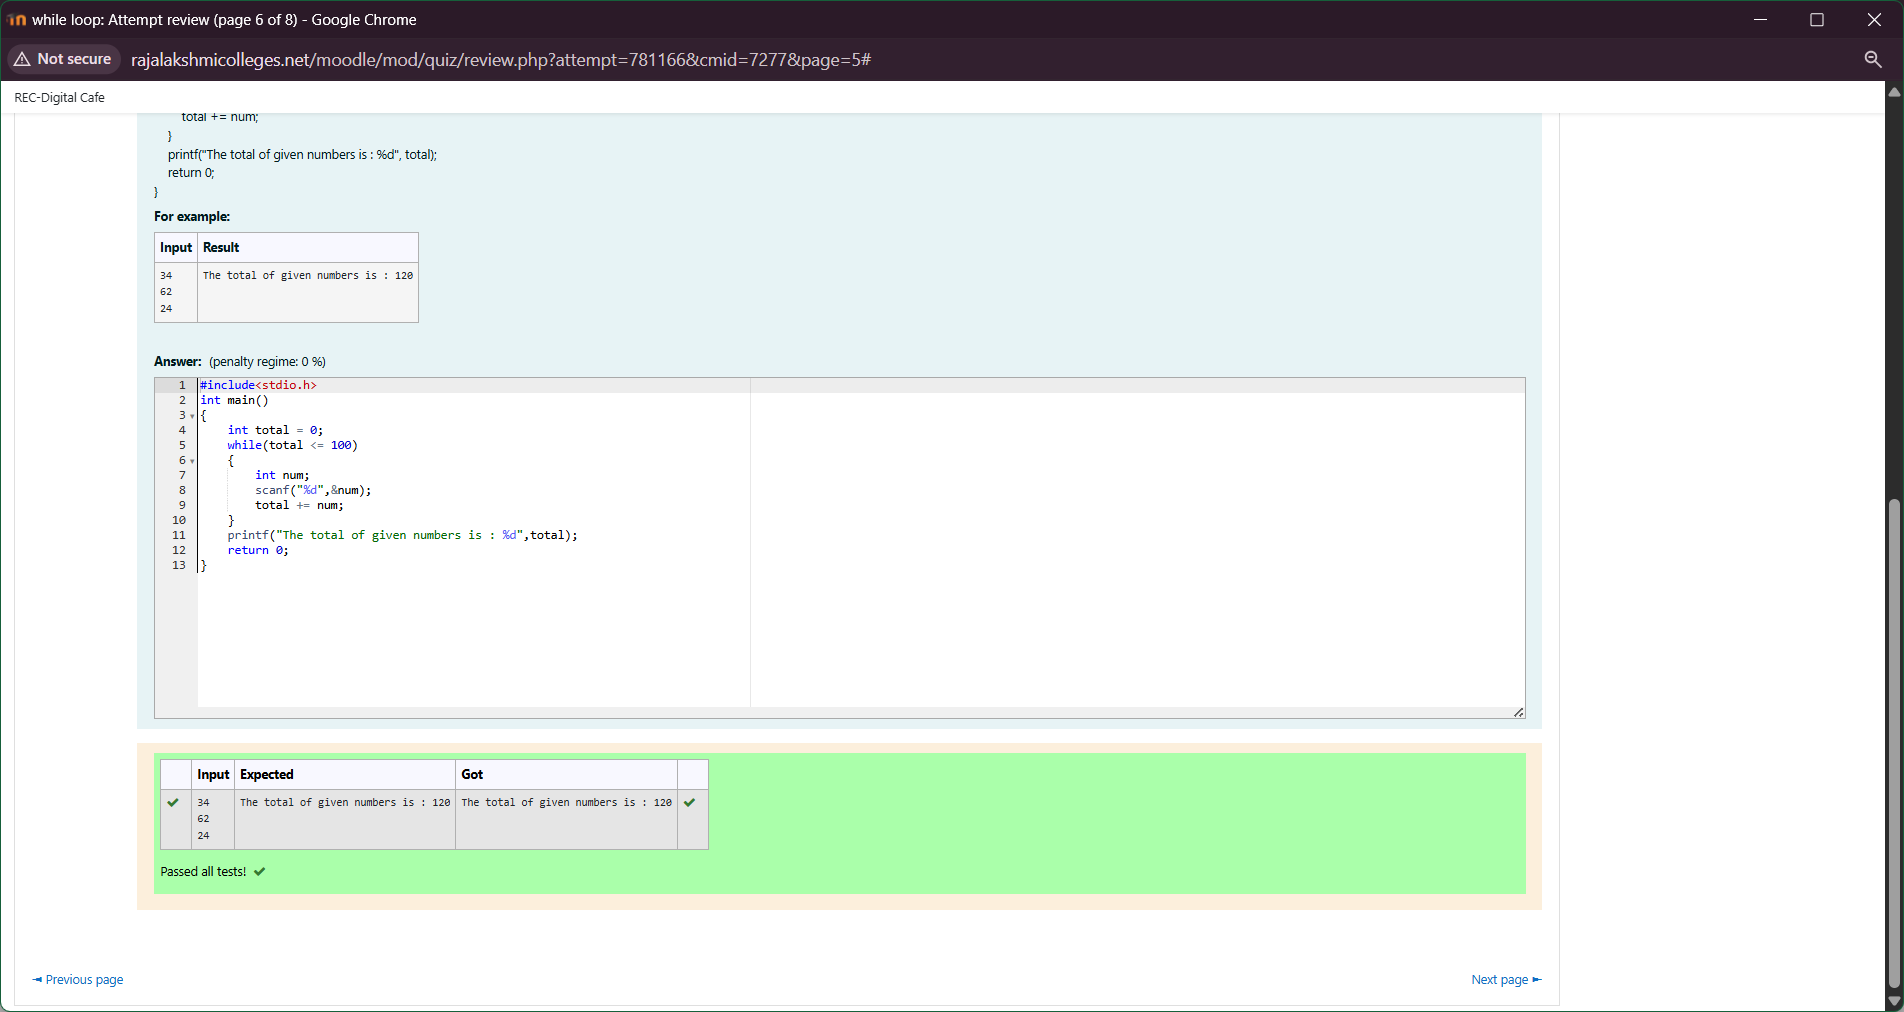 while loop: Attempt review (page 6 of 8) - Google Chrome
Not secure rajalakshmicolleges.net/moodle/mod/quiz/review.php?attempt=781166&cmid=7277&page=5#
REC-Digital Cafe
total += num;
}
printf("The total of given numbers is : %d", total);
return 0;
}
For example:
Input Result
34 The total of given numbers is : 120
62
24
Answer: (penalty regime: 0 %)
1 #include<stdio.h>
2 int main()
3 {
4 int total = 0;
5 while(total <= 100)
6 {
7 int num;
8 scanf("%d",&num);
9 total += num;
10 }
11 printf("The total of given numbers is : %d",total);
12 return 0;
13 }
Input Expected Got
34 The total of given numbers is : 120 The total of given numbers is : 120
62
24
Passed all tests!
Previous page Next page